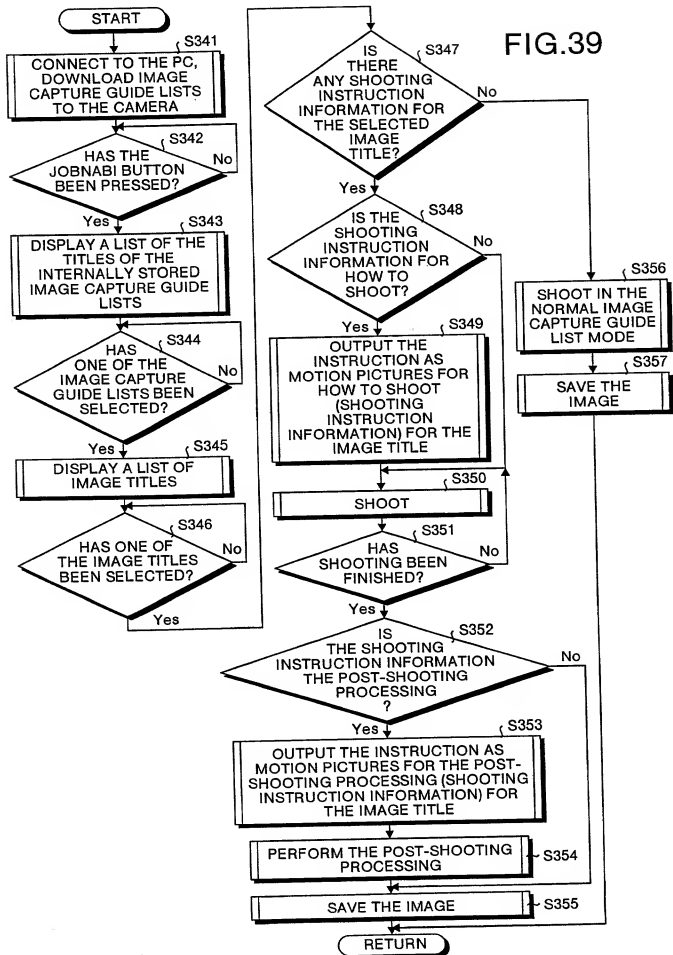 FIG.39
START
S341
CONNECT TO THE PC,
DOWNLOAD IMAGE
CAPTURE GUIDE LISTS
TO THE CAMERA
S342
HAS THE
JOBNABI BUTTON
BEEN PRESSED?
No
Yes
S343
DISPLAY A LIST OF THE
TITLES OF THE
INTERNALLY STORED
IMAGE CAPTURE GUIDE
LISTS
S344
HAS
ONE OF THE
IMAGE CAPTURE
GUIDE LISTS BEEN
SELECTED?
No
Yes
S345
DISPLAY A LIST OF
IMAGE TITLES
S346
HAS ONE OF
THE IMAGE TITLES
BEEN SELECTED?
No
Yes
S347
IS
THERE
ANY SHOOTING
INSTRUCTION
INFORMATION FOR
THE SELECTED
IMAGE
TITLE?
No
Yes
S348
IS THE
SHOOTING
INSTRUCTION
INFORMATION FOR
HOW TO
SHOOT?
No
Yes
S349
OUTPUT THE
INSTRUCTION AS
MOTION PICTURES FOR
HOW TO SHOOT
(SHOOTING
INSTRUCTION
INFORMATION) FOR THE
IMAGE TITLE
S350
SHOOT
S351
HAS
SHOOTING BEEN
FINISHED?
No
Yes
S352
IS
THE SHOOTING
INSTRUCTION INFORMATION
THE POST-SHOOTING
PROCESSING
?
No
Yes
S353
OUTPUT THE INSTRUCTION AS
MOTION PICTURES FOR THE POST-
SHOOTING PROCESSING (SHOOTING
INSTRUCTION INFORMATION) FOR
THE IMAGE TITLE
PERFORM THE POST-SHOOTING
PROCESSING
S354
SAVE THE IMAGE
S355
RETURN
S356
SHOOT IN THE
NORMAL IMAGE
CAPTURE GUIDE
LIST MODE
S357
SAVE THE
IMAGE